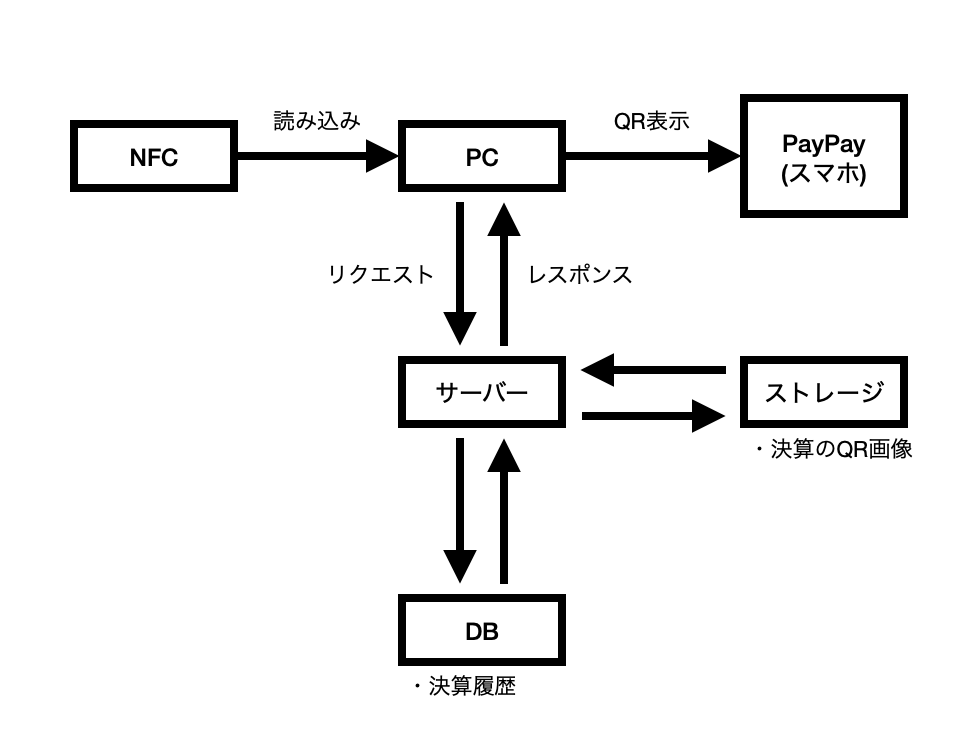 読み込み
QR表示
NFC
PC
PayPay
(スマホ)
リクエスト
レスポンス
サーバー
ストレージ
・決算のQR画像
DB
・決算履歴